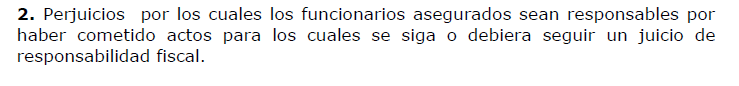 2. Perjuicios por los cuales los funcionarios asegurados sean responsables por
haber cometido actos para los cuales se siga o debiera seguir un juicio de
responsabilidad fiscal.